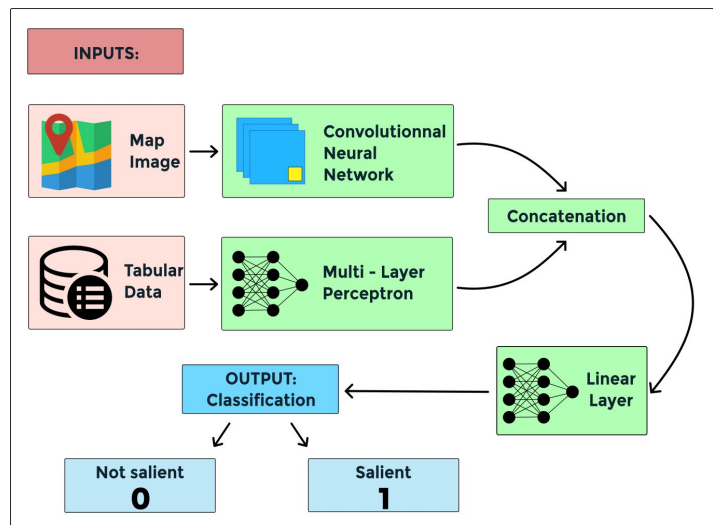 INPUTS:
Map
Image
Convolutionnal
Neural
Network
Concatenation
Tabular
Data
Multi - Layer
Perceptron
Linear
Layer
OUTPUT:
Classification
Not salient
0
Salient
1